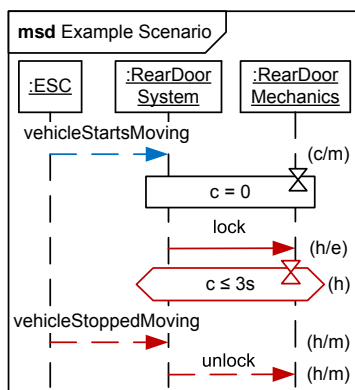 msd Example Scenario
:ESC
:RearDoor
System
:RearDoor
Mechanics
vehicleStartsMoving
(c/m)
c = 0
lock
(h/e)
c ≤ 3s
(h)
vehicleStoppedMoving
(h/m)
unlock
(h/m)